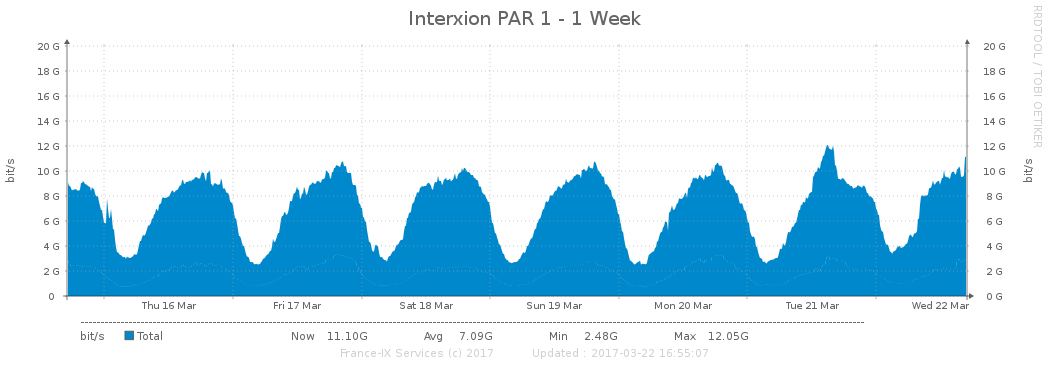 Interxion PAR 1 - 1 Week
RRDTOOL / TOBI OETIKER
20 G 20 G
18 G 18 G
16 G 16 G
14 G 14 G
12 G 12 G
10 G 10 G
8 G 8 G
6 G 6 G
4 G 4 G
2 G 2 G
0 0 G
bit/s
bit/s
Thu 16 Mar Fri 17 Mar Sat 18 Mar Sun 19 Mar Mon 20 Mar Tue 21 Mar Wed 22 Mar
bit/s Total Now 11.10G Avg 7.09G Min 2.48G Max 12.05G
France-IX Services (c) 2017 Updated : 2017-03-22 16:55:07